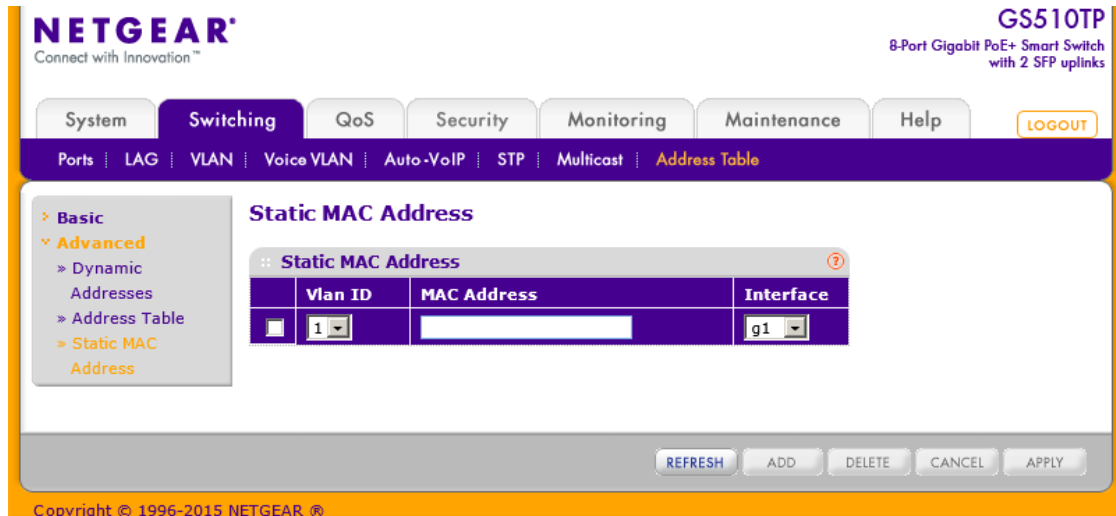 NETGEAR®
Connect with Innovation™
GS510TP
8-Port Gigabit PoE+ Smart Switch
with 2 SFP uplinks
System Switching QoS Security Monitoring Maintenance Help LOGOUT
Ports LAG VLAN Voice VLAN Auto-VoIP STP Multicast Address Table
Basic
Advanced
» Dynamic
Addresses
» Address Table
» Static MAC
Address
Static MAC Address
Static MAC Address ?
Vlan ID MAC Address Interface
1 g1
REFRESH ADD DELETE CANCEL APPLY
Copyright © 1996-2015 NETGEAR ®